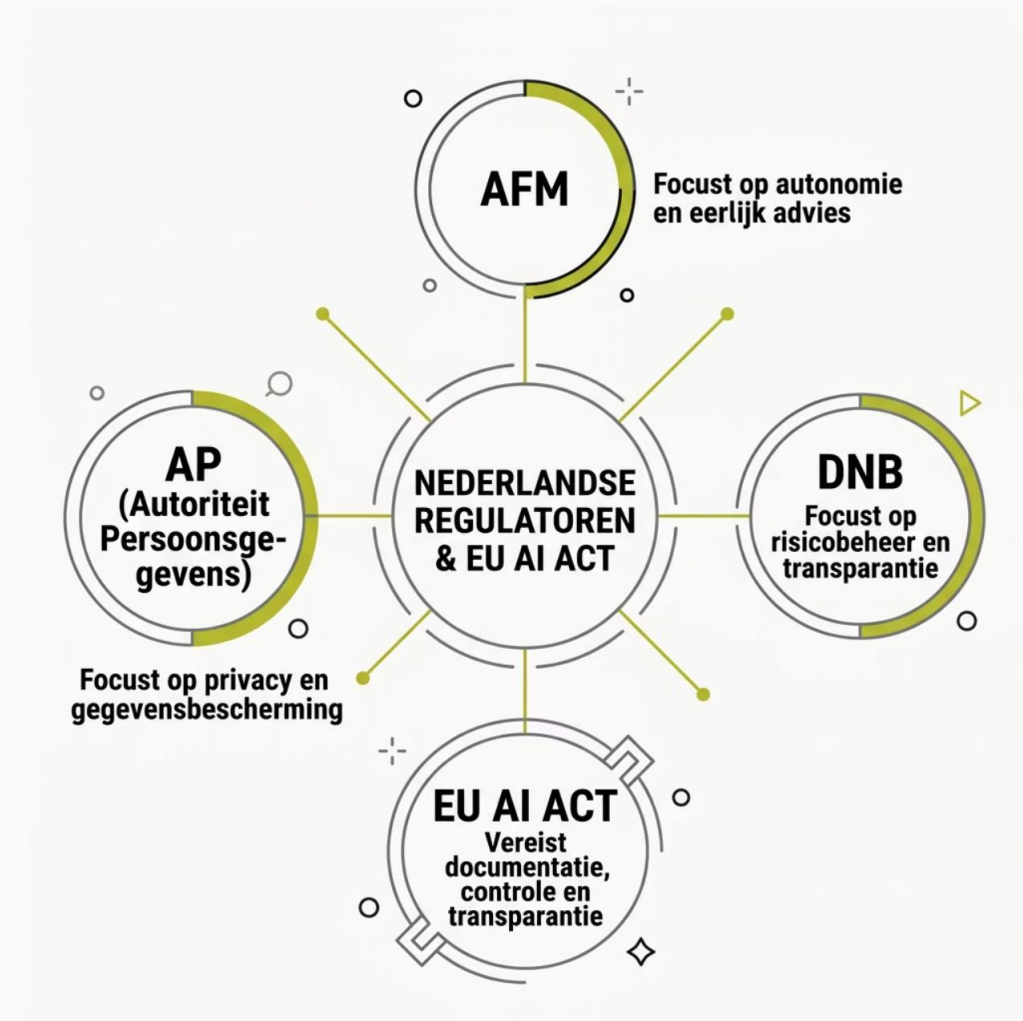 AFM
Focust op autonomie
en eerlijk advies
AP
(Autoriteit
Persoonsge-
gevens)
Focust op privacy en
gegevensbescherming
NEDERLANDSE
REGULATOREN
& EU AI ACT
DNB
Focust op
risicobeheer en
transparantie
EU AI ACT
Vereist
documentatie,
controle en
transparantie